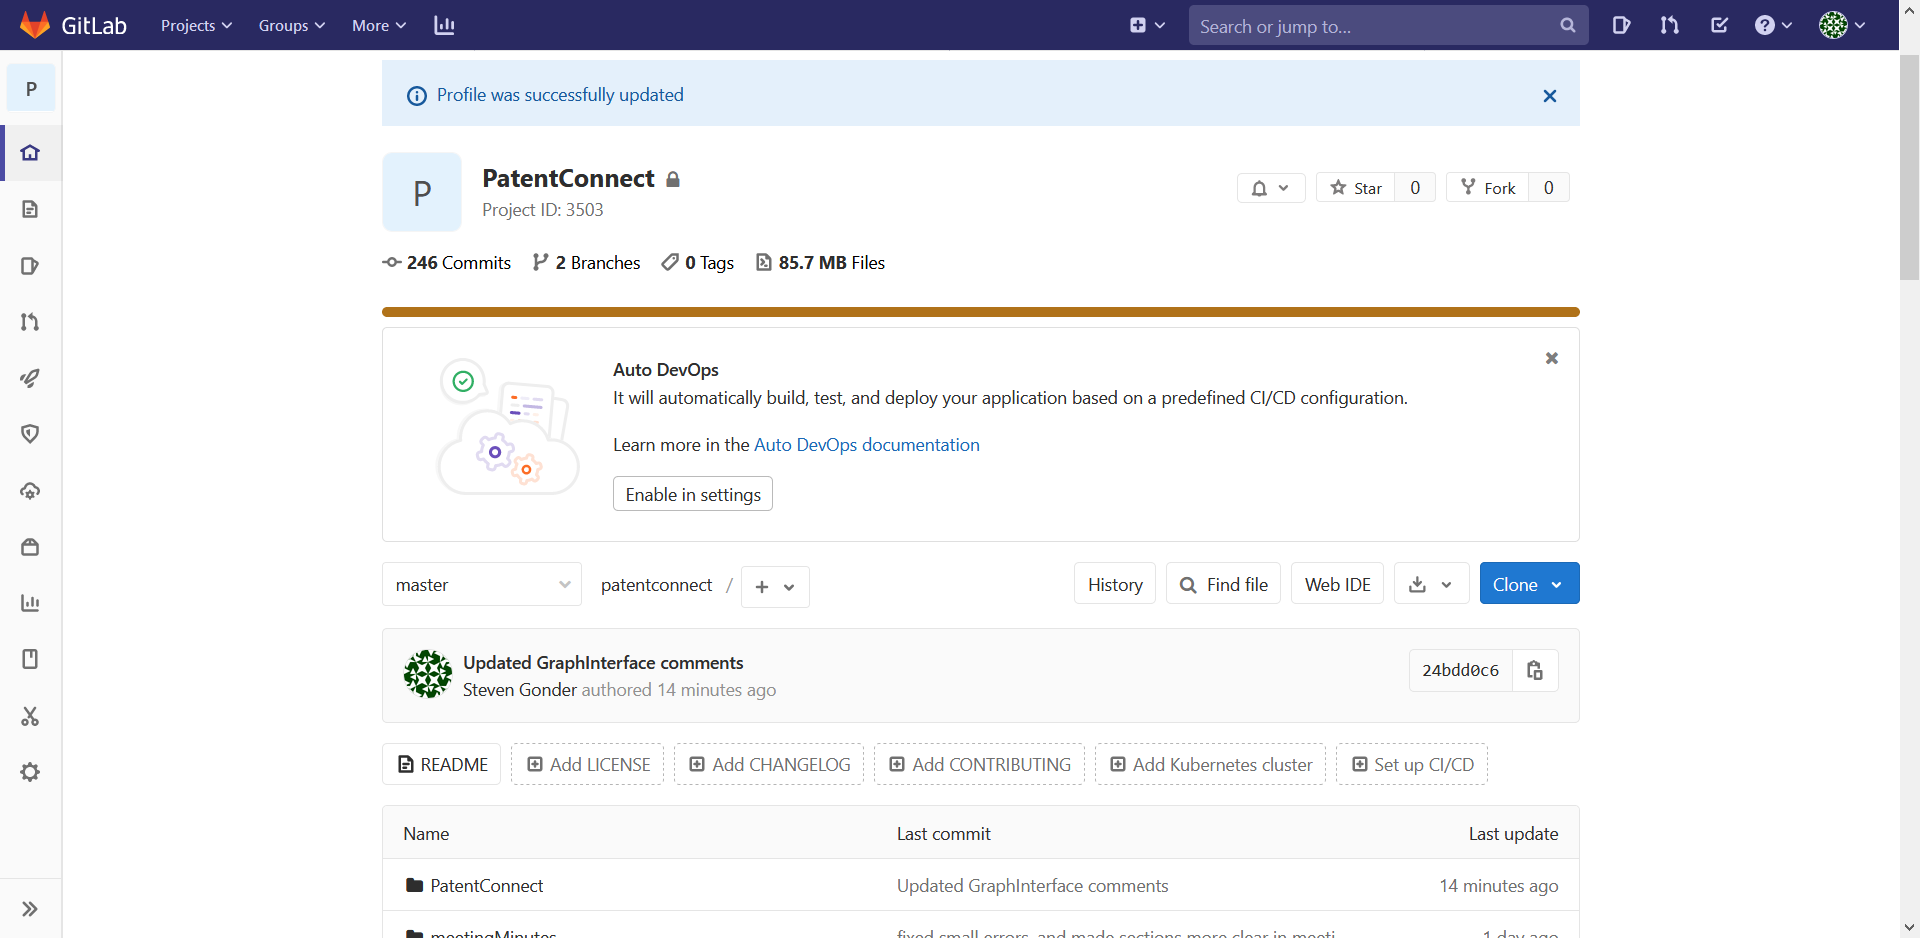 GitLab Projects Groups More Search or jump to...
P
Profile was successfully updated
P
PatentConnect
Project ID: 3503
Star 0 Fork 0
246 Commits 2 Branches 0 Tags 85.7 MB Files
Auto DevOps
It will automatically build, test, and deploy your application based on a predefined CI/CD configuration.
Learn more in the Auto DevOps documentation
Enable in settings
master patentconnect / + History Find file Web IDE Clone
Updated GraphInterface comments
Steven Gonder authored 14 minutes ago
24bdd0c6
README Add LICENSE Add CHANGELOG Add CONTRIBUTING Add Kubernetes cluster Set up CI/CD
Name Last commit Last update
PatentConnect Updated GraphInterface comments 14 minutes ago
meetingMinutes fixed small errors, and made sections more clear in meeti... 1 day ago